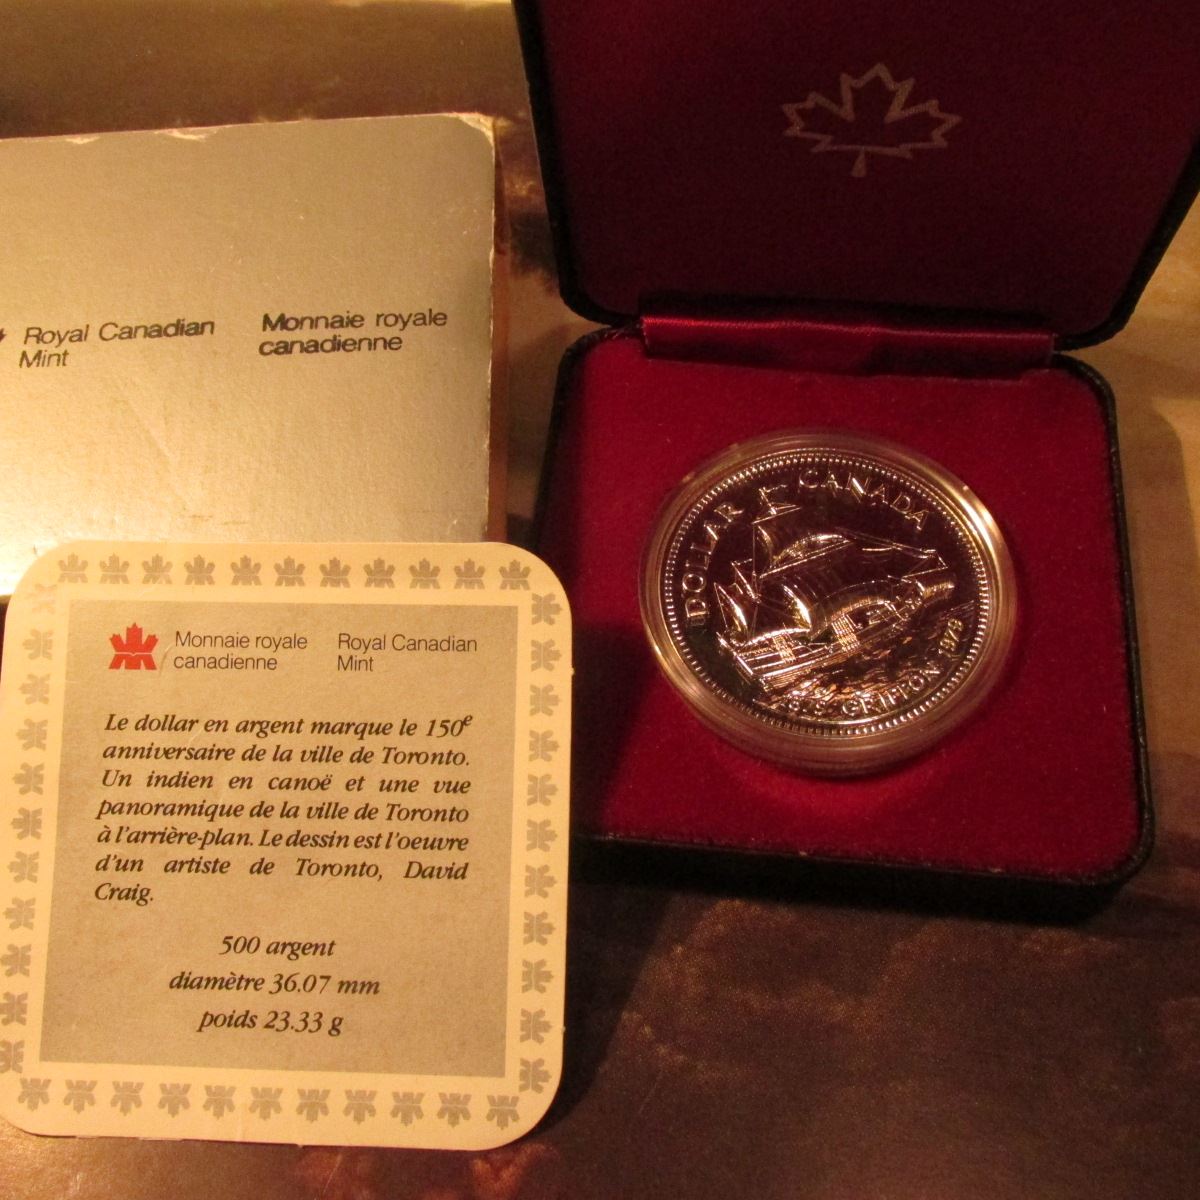 Royal Canadian
Mint
Monnaie royale
canadienne
Monnaie royale
canadienne
Royal Canadian
Mint
Le dollar en argent marque le 150e
anniversaire de la ville de Toronto.
Un indien en canoë et une vue
panoramique de la ville de Toronto
à l'arrière-plan. Le dessin est l'oeuvre
d'un artiste de Toronto, David
Craig.
500 argent
diamètre 36.07 mm
poids 23.33 g
DOLLAR CANADA
GRIFFON 1979